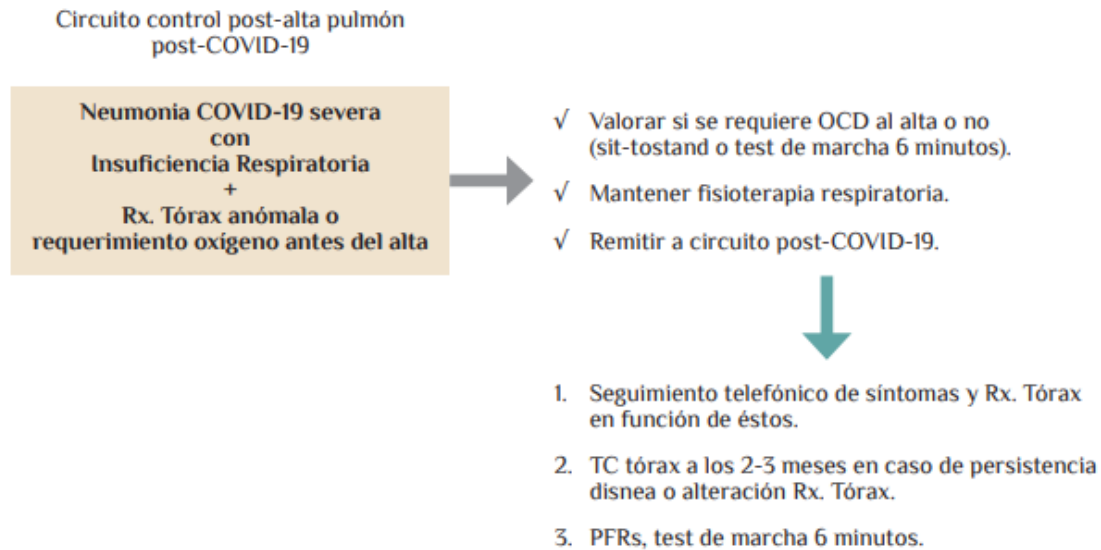 Circuito control post-alta pulmón
post-COVID-19
Neumonia COVID-19 severa
con
Insuficiencia Respiratoria
+
Rx. Tórax anómala o
requerimiento oxígeno antes del alta
√ Valorar si se requiere OCD al alta o no
(sit-tostand o test de marcha 6 minutos).
√ Mantener fisioterapia respiratoria.
√ Remitir a circuito post-COVID-19.
1. Seguimiento telefónico de síntomas y Rx. Tórax
en función de éstos.
2. TC tórax a los 2-3 meses en caso de persistencia
disnea o alteración Rx. Tórax.
3. PFRs, test de marcha 6 minutos.